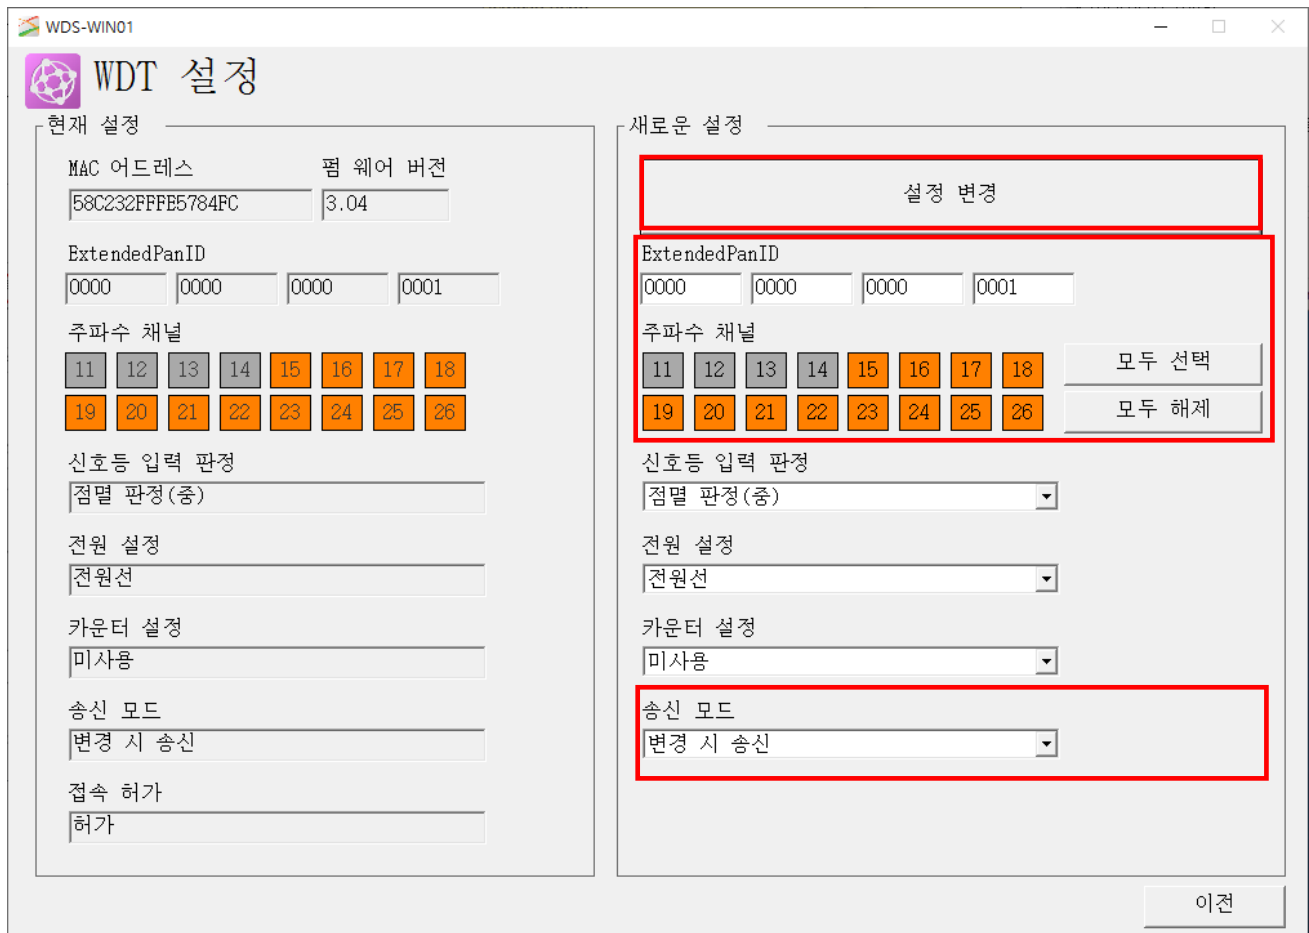 WDS-WIN01
WDT 설정
현재 설정
MAC 어드레스 펌 웨어 버전
58C232FFFE5784FC 3.04
ExtendedPanID
0000 0000 0000 0001
주파수 채널
11 12 13 14 15 16 17 18
19 20 21 22 23 24 25 26
신호등 입력 판정
점멸 판정(중)
전원 설정
전원선
카운터 설정
미사용
송신 모드
변경 시 송신
접속 허가
허가
새로운 설정
설정 변경
ExtendedPanID
0000 0000 0000 0001
주파수 채널
11 12 13 14 15 16 17 18 모두 선택
19 20 21 22 23 24 25 26 모두 해제
신호등 입력 판정
점멸 판정(중)
전원 설정
전원선
카운터 설정
미사용
송신 모드
변경 시 송신
이전